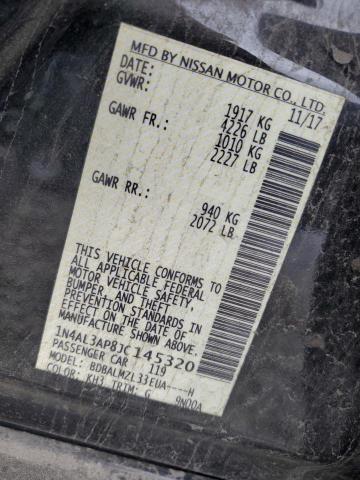 MFD BY NISSAN MOTOR CO., LTD.
DATE: 11/17
GVWR: 1917 KG
4226 LB
GAWR FR.: 1010 KG
2227 LB
GAWR RR.: 940 KG
2072 LB
THIS VEHICLE CONFORMS TO
ALL APPLICABLE FEDERAL
MOTOR VEHICLE SAFETY,
BUMPER, AND THEFT
PREVENTION STANDARDS IN
EFFECT ON THE DATE OF
MANUFACTURE SHOWN ABOVE.
1N4AL3AP8JC145320
PASSENGER CAR 119
MODEL: BDBALMZL33EUA----H
COLOR: KH3 TRIM: G 9N00A